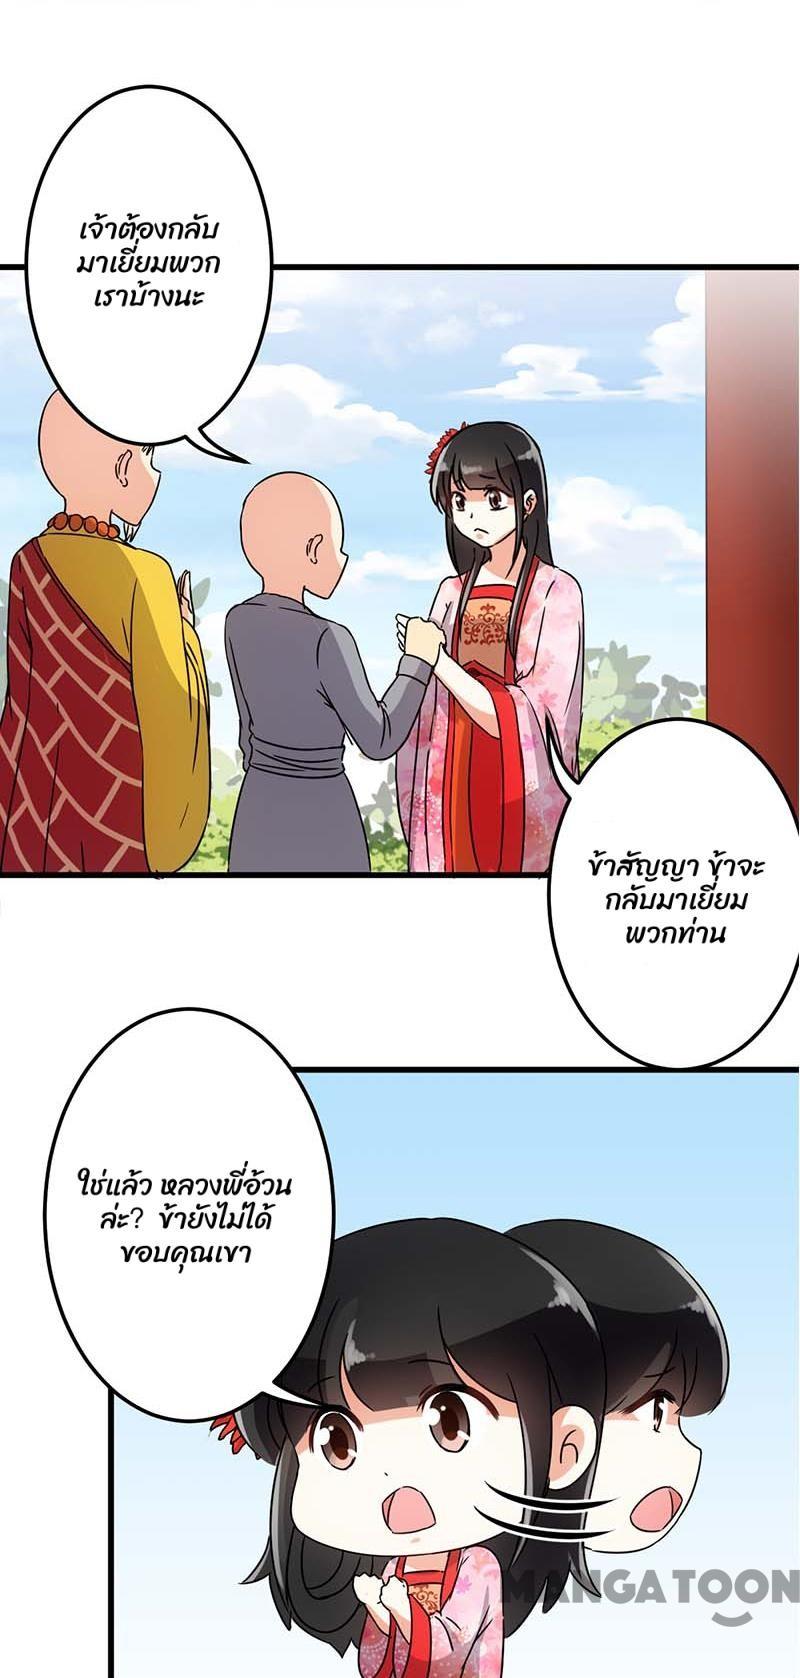 เจ้าต้องกลับ
มาเยี่ยมพวก
เราบ้างนะ
ข้าสัญญา ข้าจะ
กลับมาเยี่ยม
พวกท่าน
ใช่แล้ว หลวงพี่อ้วน
ล่ะ? ข้ายังไม่ได้
ขอบคุณเขา
MANGATOON